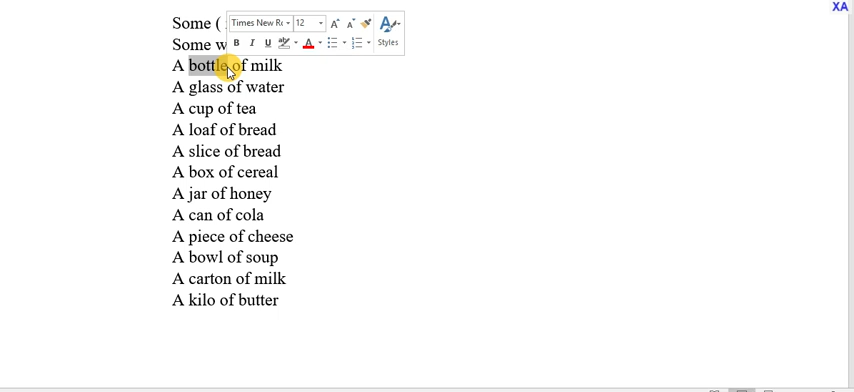 XA
Some (
Times New Ro 12
Some w
B I U Styles
A bottle of milk
A glass of water
A cup of tea
A loaf of bread
A slice of bread
A box of cereal
A jar of honey
A can of cola
A piece of cheese
A bowl of soup
A carton of milk
A kilo of butter